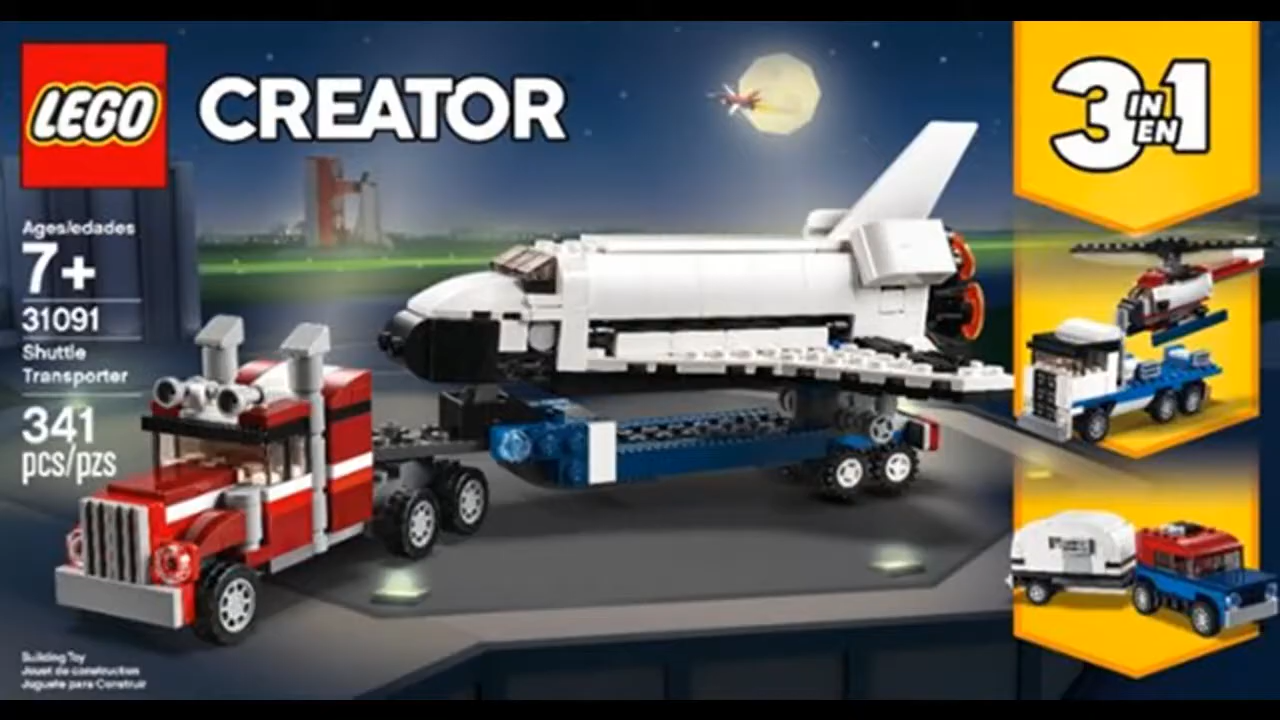 LEGO
CREATOR
3 IN EN 1
Ages/edades
7+
31091
Shuttle
Transporter
341
pcs/pzs
Building Toy
Jouet de construction
Juguete para Construir